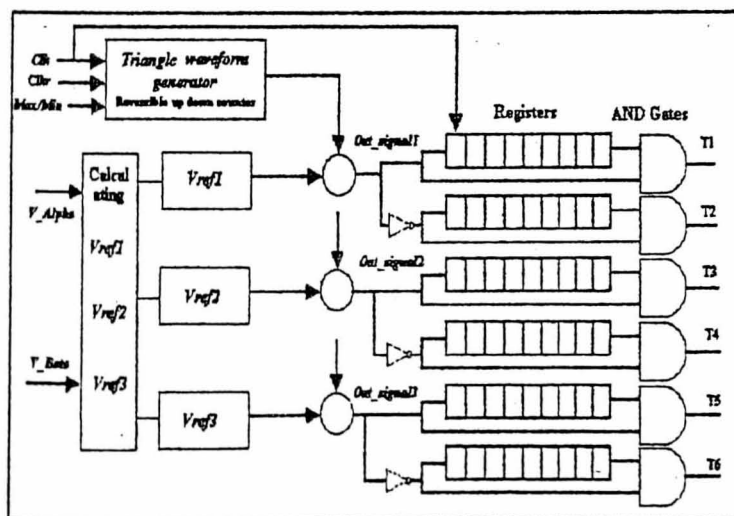 Clk
Triangle waveform
generator
Reversible up down counter
Clkr
Max/Min
Registers
AND Gates
Out_signal1
T1
Calcul
ating
Vref1
V_Alpha
Vref1
T2
Out_signal2
T3
Vref2
Vref2
T4
V_Beta
Vref3
Out_signal3
T5
Vref3
T6